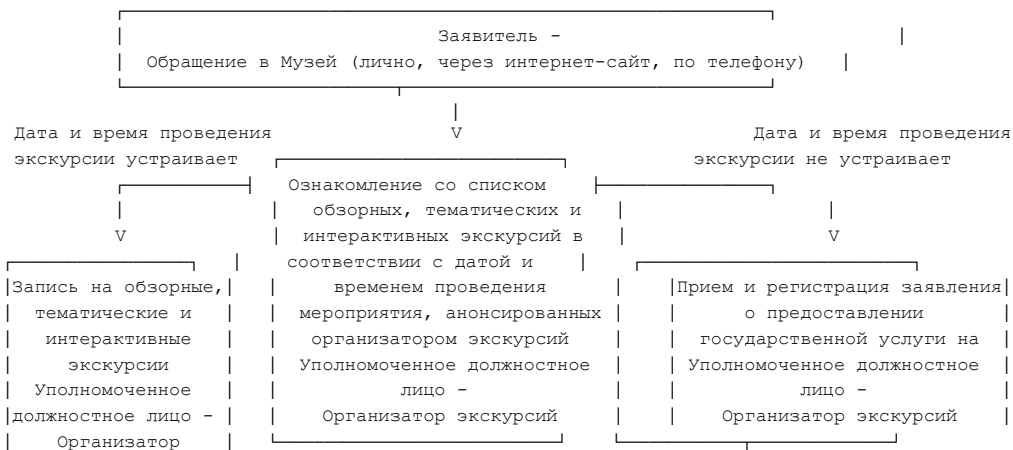 Заявитель -
Обращение в Музей (лично, через интернет-сайт, по телефону)
V
Дата и время проведения
экскурсии устраивает
Дата и время проведения
экскурсии не устраивает
Ознакомление со списком
обзорных, тематических и
интерактивных экскурсий в
соответствии с датой и
временем проведения
мероприятия, анонсированных
организатором экскурсий
Уполномоченное должностное
лицо -
Организатор экскурсий
V
Запись на обзорные,
тематические и
интерактивные
экскурсии
Уполномоченное
должностное лицо -
Организатор
V
Прием и регистрация заявления
о предоставлении
государственной услуги на
Уполномоченное должностное
лицо -
Организатор экскурсий